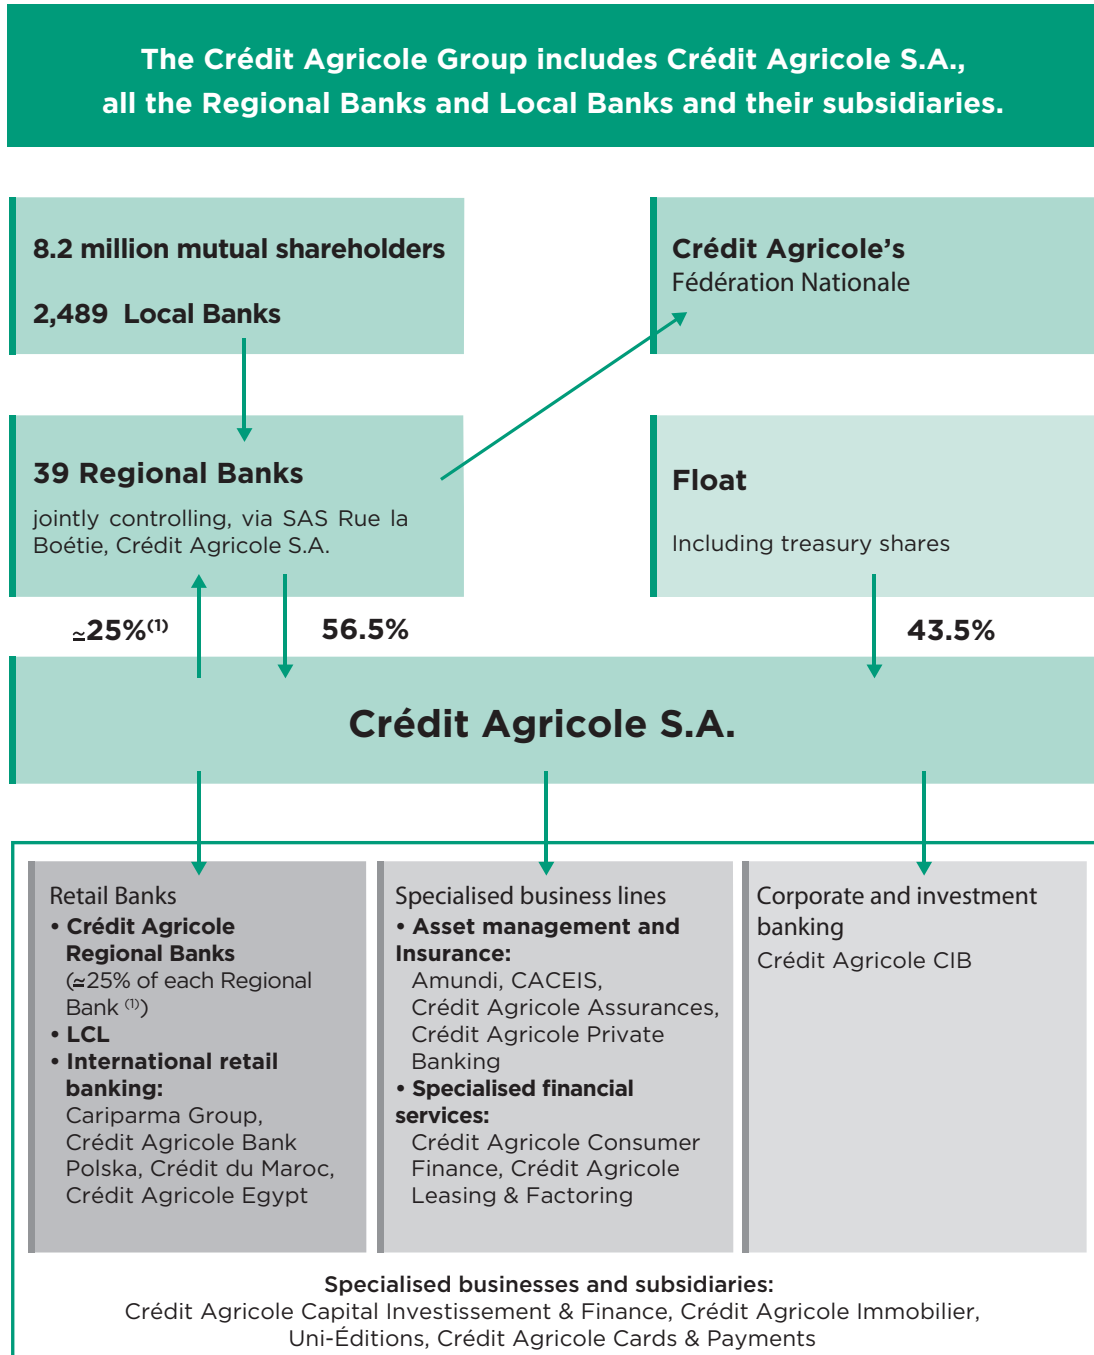 The Crédit Agricole Group includes Crédit Agricole S.A.,
all the Regional Banks and Local Banks and their subsidiaries.
8.2 million mutual shareholders
2,489 Local Banks
Crédit Agricole's
Fédération Nationale
39 Regional Banks
jointly controlling, via SAS Rue la
Boétie, Crédit Agricole S.A.
Float
Including treasury shares
≃25%(1)
56.5%
43.5%
Crédit Agricole S.A.
Retail Banks
• Crédit Agricole
Regional Banks
(≃25% of each Regional
Bank (1))
• LCL
• International retail
banking:
Cariparma Group,
Crédit Agricole Bank
Polska, Crédit du Maroc,
Crédit Agricole Egypt
Specialised business lines
• Asset management and
Insurance:
Amundi, CACEIS,
Crédit Agricole Assurances,
Crédit Agricole Private
Banking
• Specialised financial
services:
Crédit Agricole Consumer
Finance, Crédit Agricole
Leasing & Factoring
Corporate and investment
banking
Crédit Agricole CIB
Specialised businesses and subsidiaries:
Crédit Agricole Capital Investissement & Finance, Crédit Agricole Immobilier,
Uni-Éditions, Crédit Agricole Cards & Payments